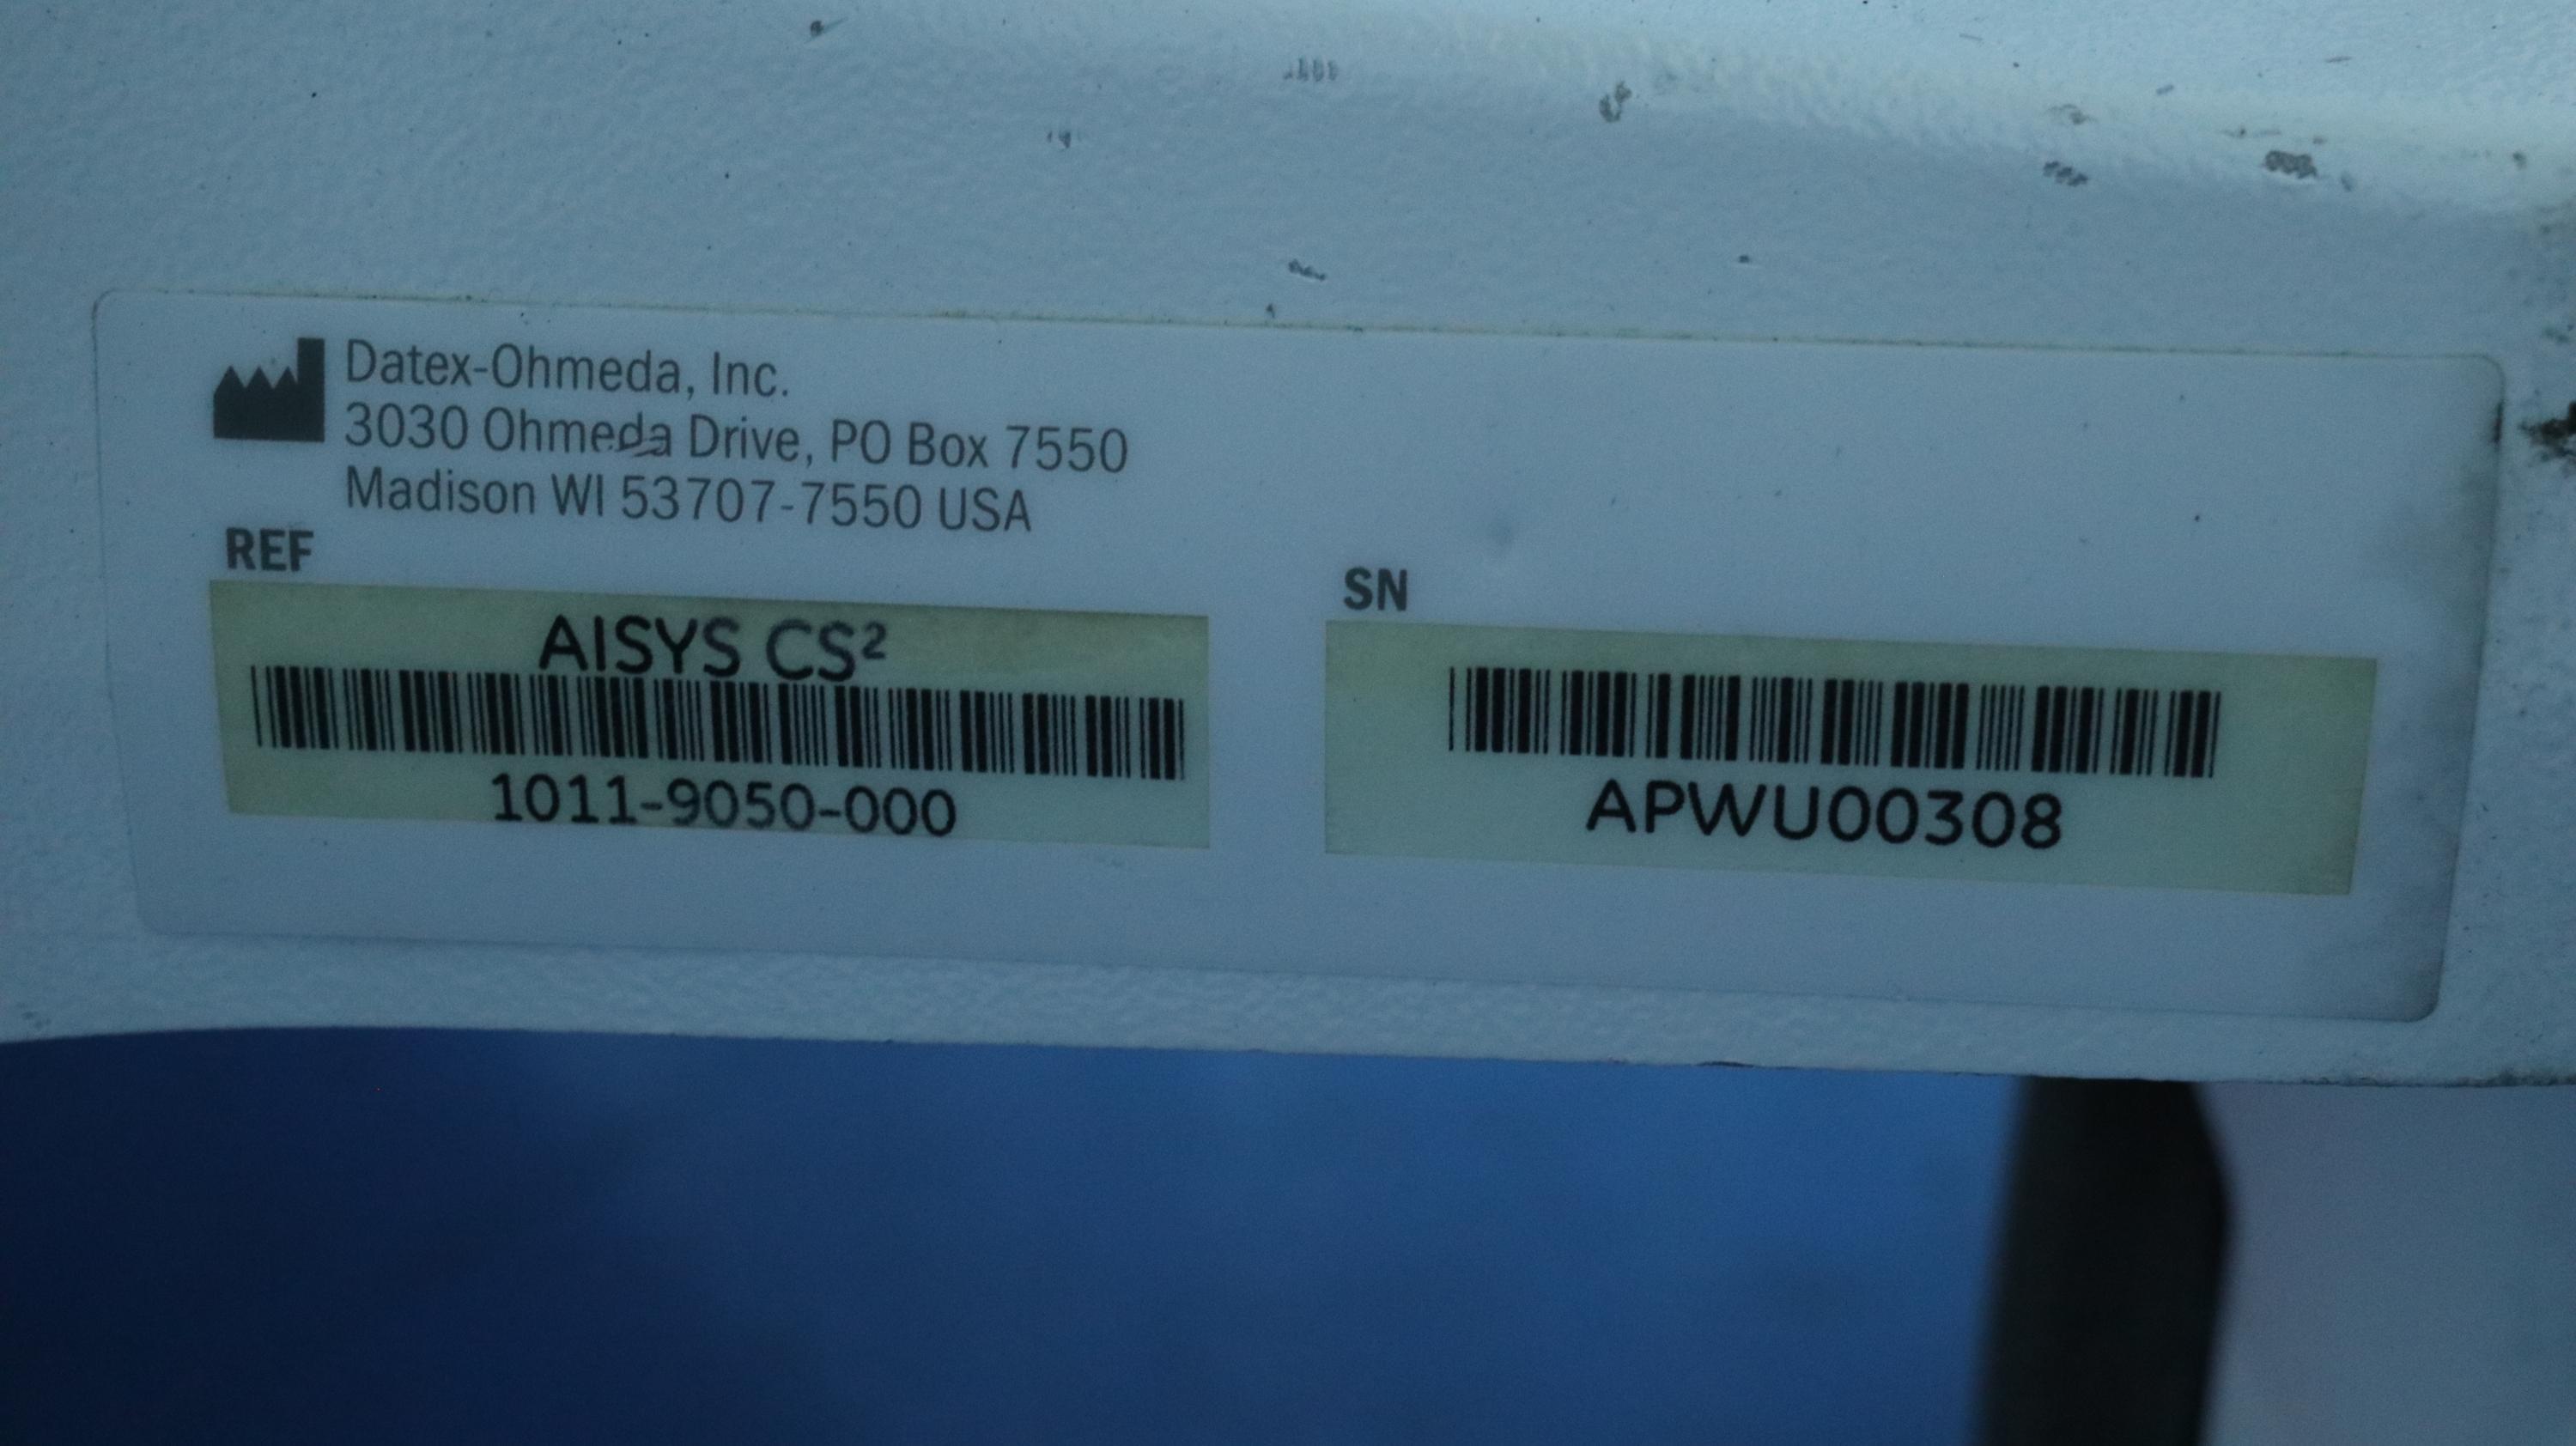 Datex-Ohmeda, Inc.
3030 Ohmeda Drive, PO Box 7550
Madison WI 53707-7550 USA
REF
AISYS CS²
1011-9050-000
SN
APWU00308